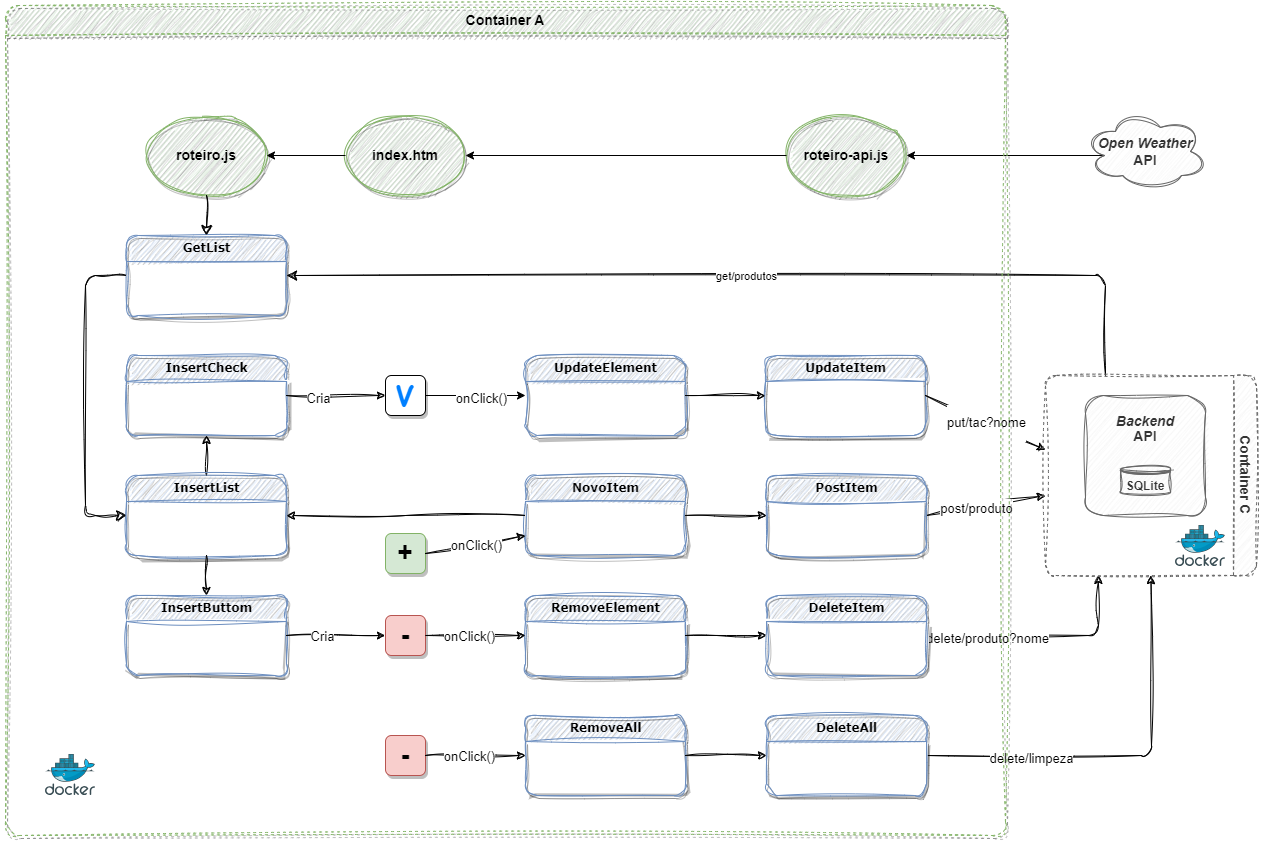 Container A
roteiro.js
index.htm
roteiro-api.js
Open Weather
API
GetList
get/produtos
InsertCheck
Cria
V
onClick()
UpdateElement
UpdateItem
put/tac?nome
Backend
API
SQLite
Container C
docker
InsertList
NovoItem
PostItem
post/produto
+
onClick()
InsertButtom
Cria
-
onClick()
RemoveElement
DeleteItem
delete/produto?nome
-
onClick()
RemoveAll
DeleteAll
delete/limpeza
docker